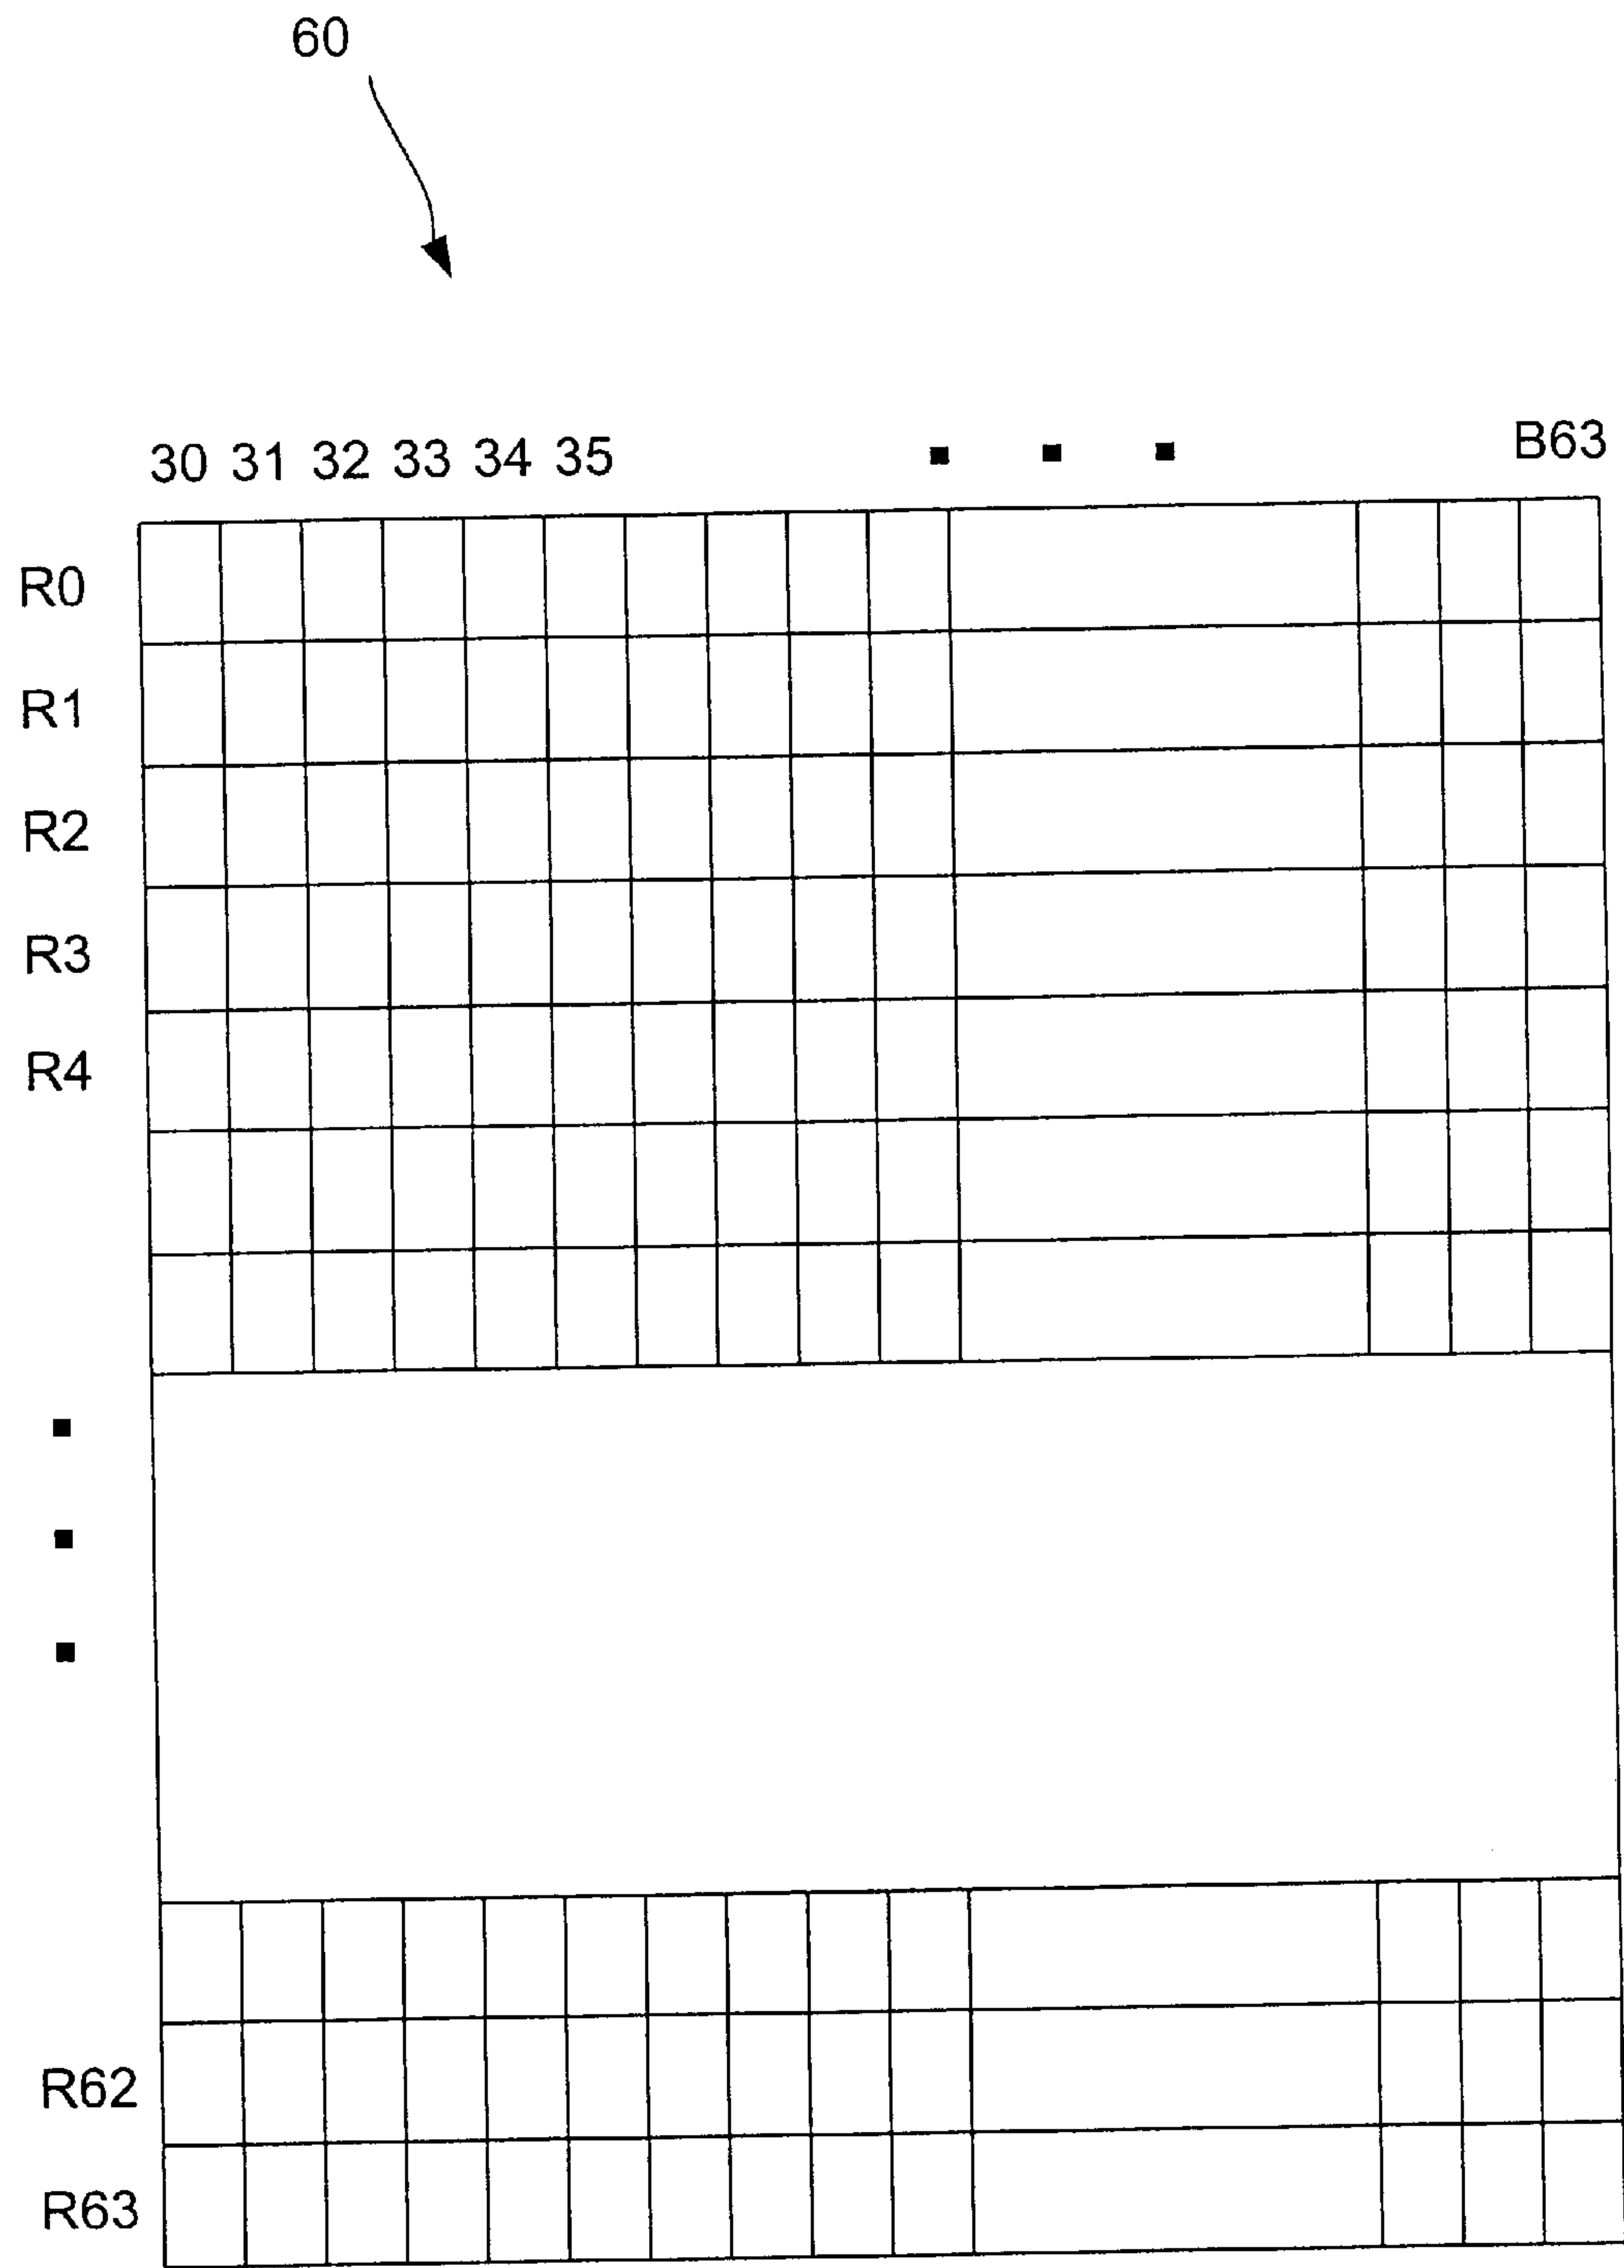 60
30 31 32 33 34 35 ▪ ▪ ▪ B63
R0
R1
R2
R3
R4
▪
▪
▪
R62
R63